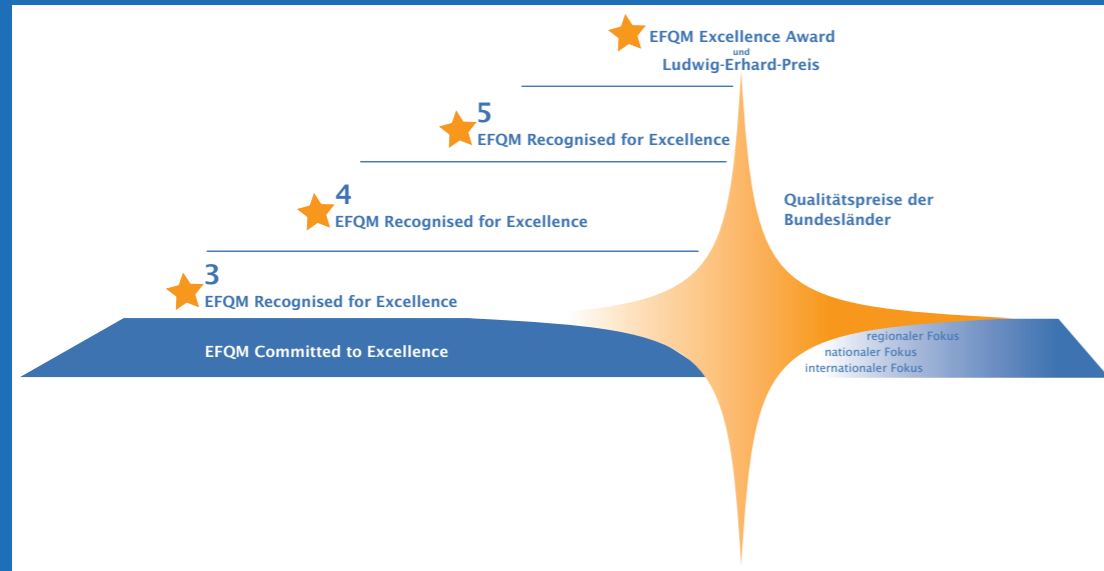 EFQM Excellence Award
und
Ludwig-Erhard-Preis
5
EFQM Recognised for Excellence
4
EFQM Recognised for Excellence
Qualitätspreise der
Bundesländer
3
EFQM Recognised for Excellence
EFQM Committed to Excellence
regionaler Fokus
nationaler Fokus
internationaler Fokus